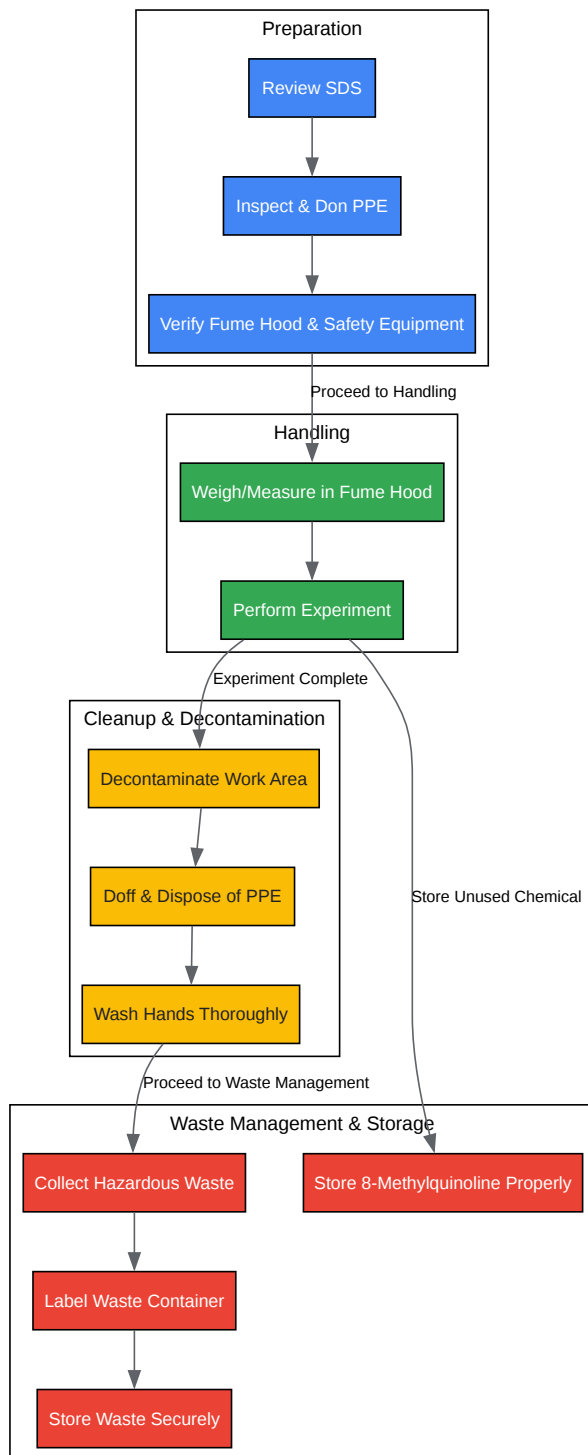 Preparation
Review SDS
Inspect & Don PPE
Verify Fume Hood & Safety Equipment
Proceed to Handling
Handling
Weigh/Measure in Fume Hood
Perform Experiment
Experiment Complete
Cleanup & Decontamination
Decontaminate Work Area
Doff & Dispose of PPE
Store Unused Chemical
Wash Hands Thoroughly
Proceed to Waste Management
Waste Management & Storage
Collect Hazardous Waste
Store 8-Methylquinoline Properly
Label Waste Container
Store Waste Securely